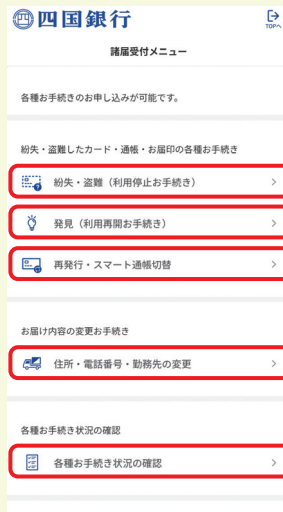 四国銀行
TOPへ
諸届受付メニュー
各種お手続きのお申し込みが可能です。
紛失・盗難したカード・通帳・お届印の各種お手続き
紛失・盗難（利用停止お手続き）
発見（利用再開お手続き）
再発行・スマート通帳切替
お届け内容の変更お手続き
住所・電話番号・勤務先の変更
各種お手続き状況の確認
各種お手続き状況の確認